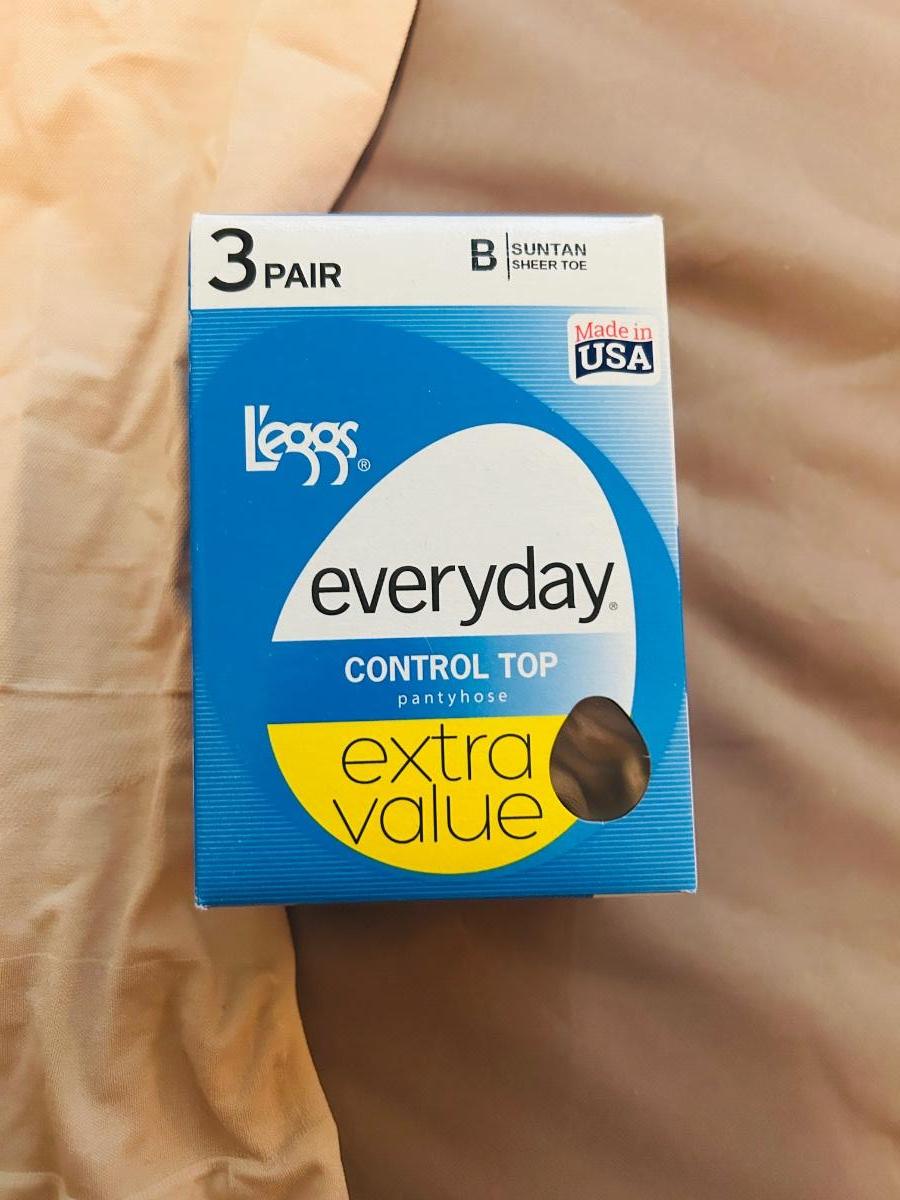 3 PAIR
B SUNTAN
SHEER TOE
Made in
USA
L'eggs®
everyday®
CONTROL TOP
pantyhose
extra
value